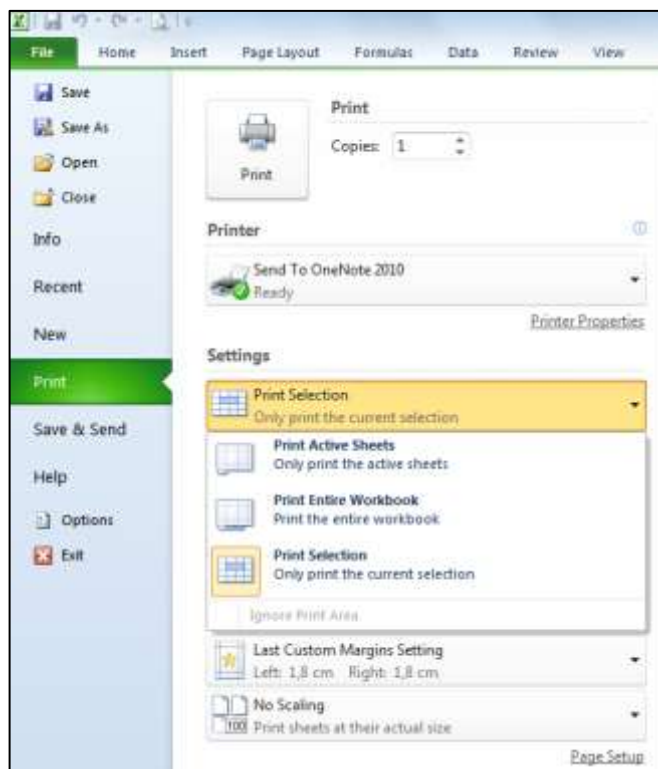 File Home Insert Page Layout Formulas Data Review View
Save
Save As
Open
Close
Info
Recent
New
Print
Save & Send
Help
Options
Exit
Print
Print
Copies: 1
Printer
Send To OneNote 2010
Ready
Printer Properties
Settings
Print Selection
Only print the current selection
Print Active Sheets
Only print the active sheets
Print Entire Workbook
Print the entire workbook
Print Selection
Only print the current selection
Ignore Print Area
Last Custom Margins Setting
Left: 1,8 cm Right: 1,8 cm
No Scaling
100 Print sheets at their actual size
Page Setup